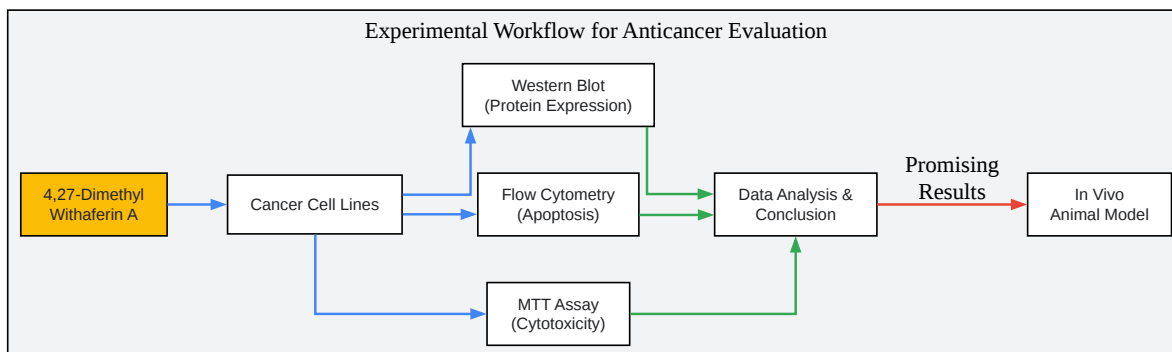 Experimental Workflow for Anticancer Evaluation
Western Blot
(Protein Expression)
4,27-Dimethyl
Withaferin A
Cancer Cell Lines
Flow Cytometry
(Apoptosis)
Data Analysis &
Conclusion
Promising
Results
In Vivo
Animal Model
MTT Assay
(Cytotoxicity)